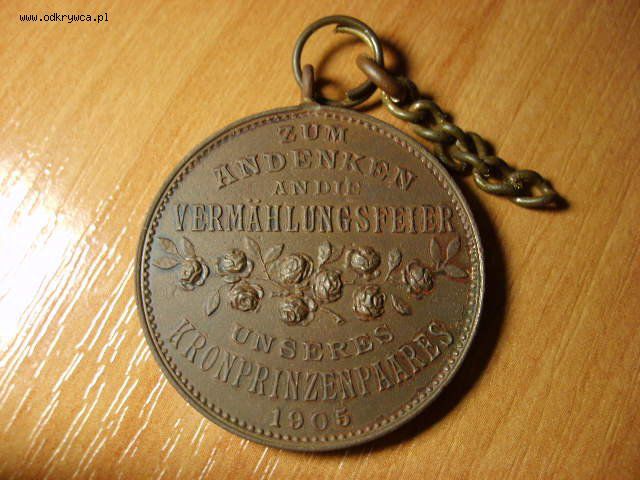 www.odkrywca.pl
ZUM
ANDENKEN
AN DIE
VERMÄHLUNGSFEIER
UNSERES
KRONPRINZENPAARES
1905